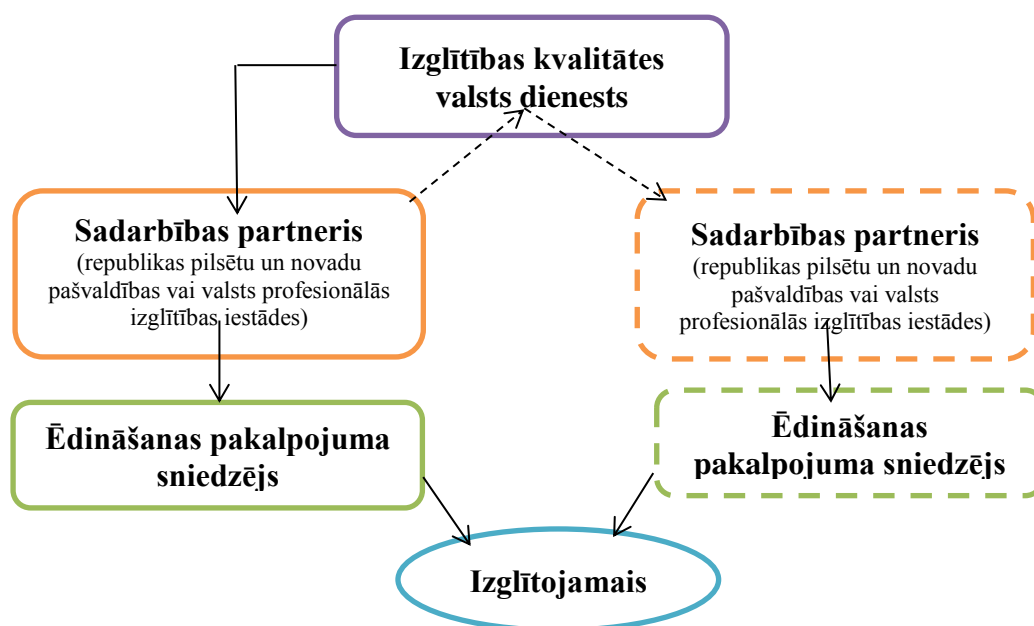 Izglītības kvalitātes
valsts dienests
Sadarbības partneris
(republikas pilsētu un novadu
pašvaldības vai valsts profesionālās
izglītības iestādes)
Sadarbības partneris
(republikas pilsētu un novadu
pašvaldības vai valsts
profesionālās izglītības iestādes)
Ēdināšanas pakalpojuma
sniedzējs
Ēdināšanas
pakalpojuma sniedzējs
Izglītojamais